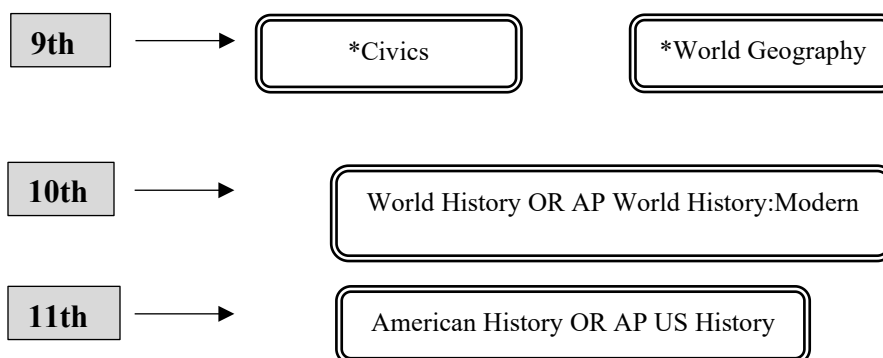 9th *Civics *World Geography
10th World History OR AP World History:Modern
11th American History OR AP US History